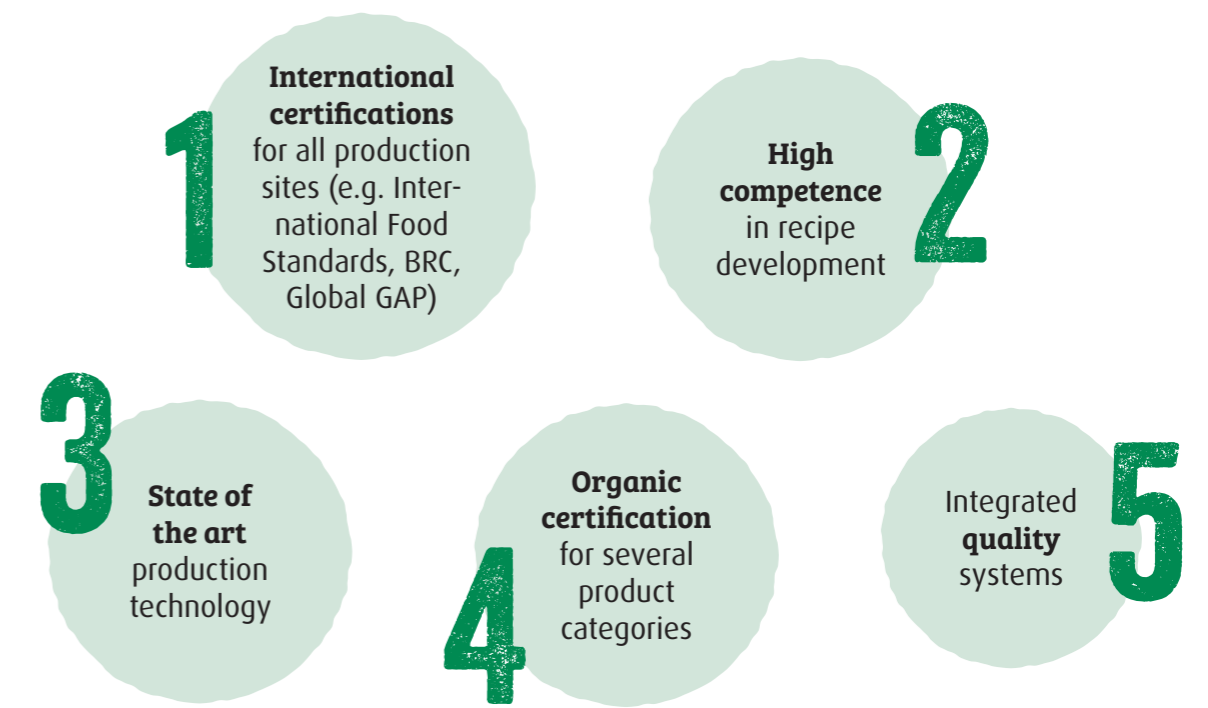 1
International
certifications
for all production
sites (e.g. Inter-
national Food
Standards, BRC,
Global GAP)
2
High
competence
in recipe
development
3
State of
the art
production
technology
4
Organic
certification
for several
product
categories
5
Integrated
quality
systems